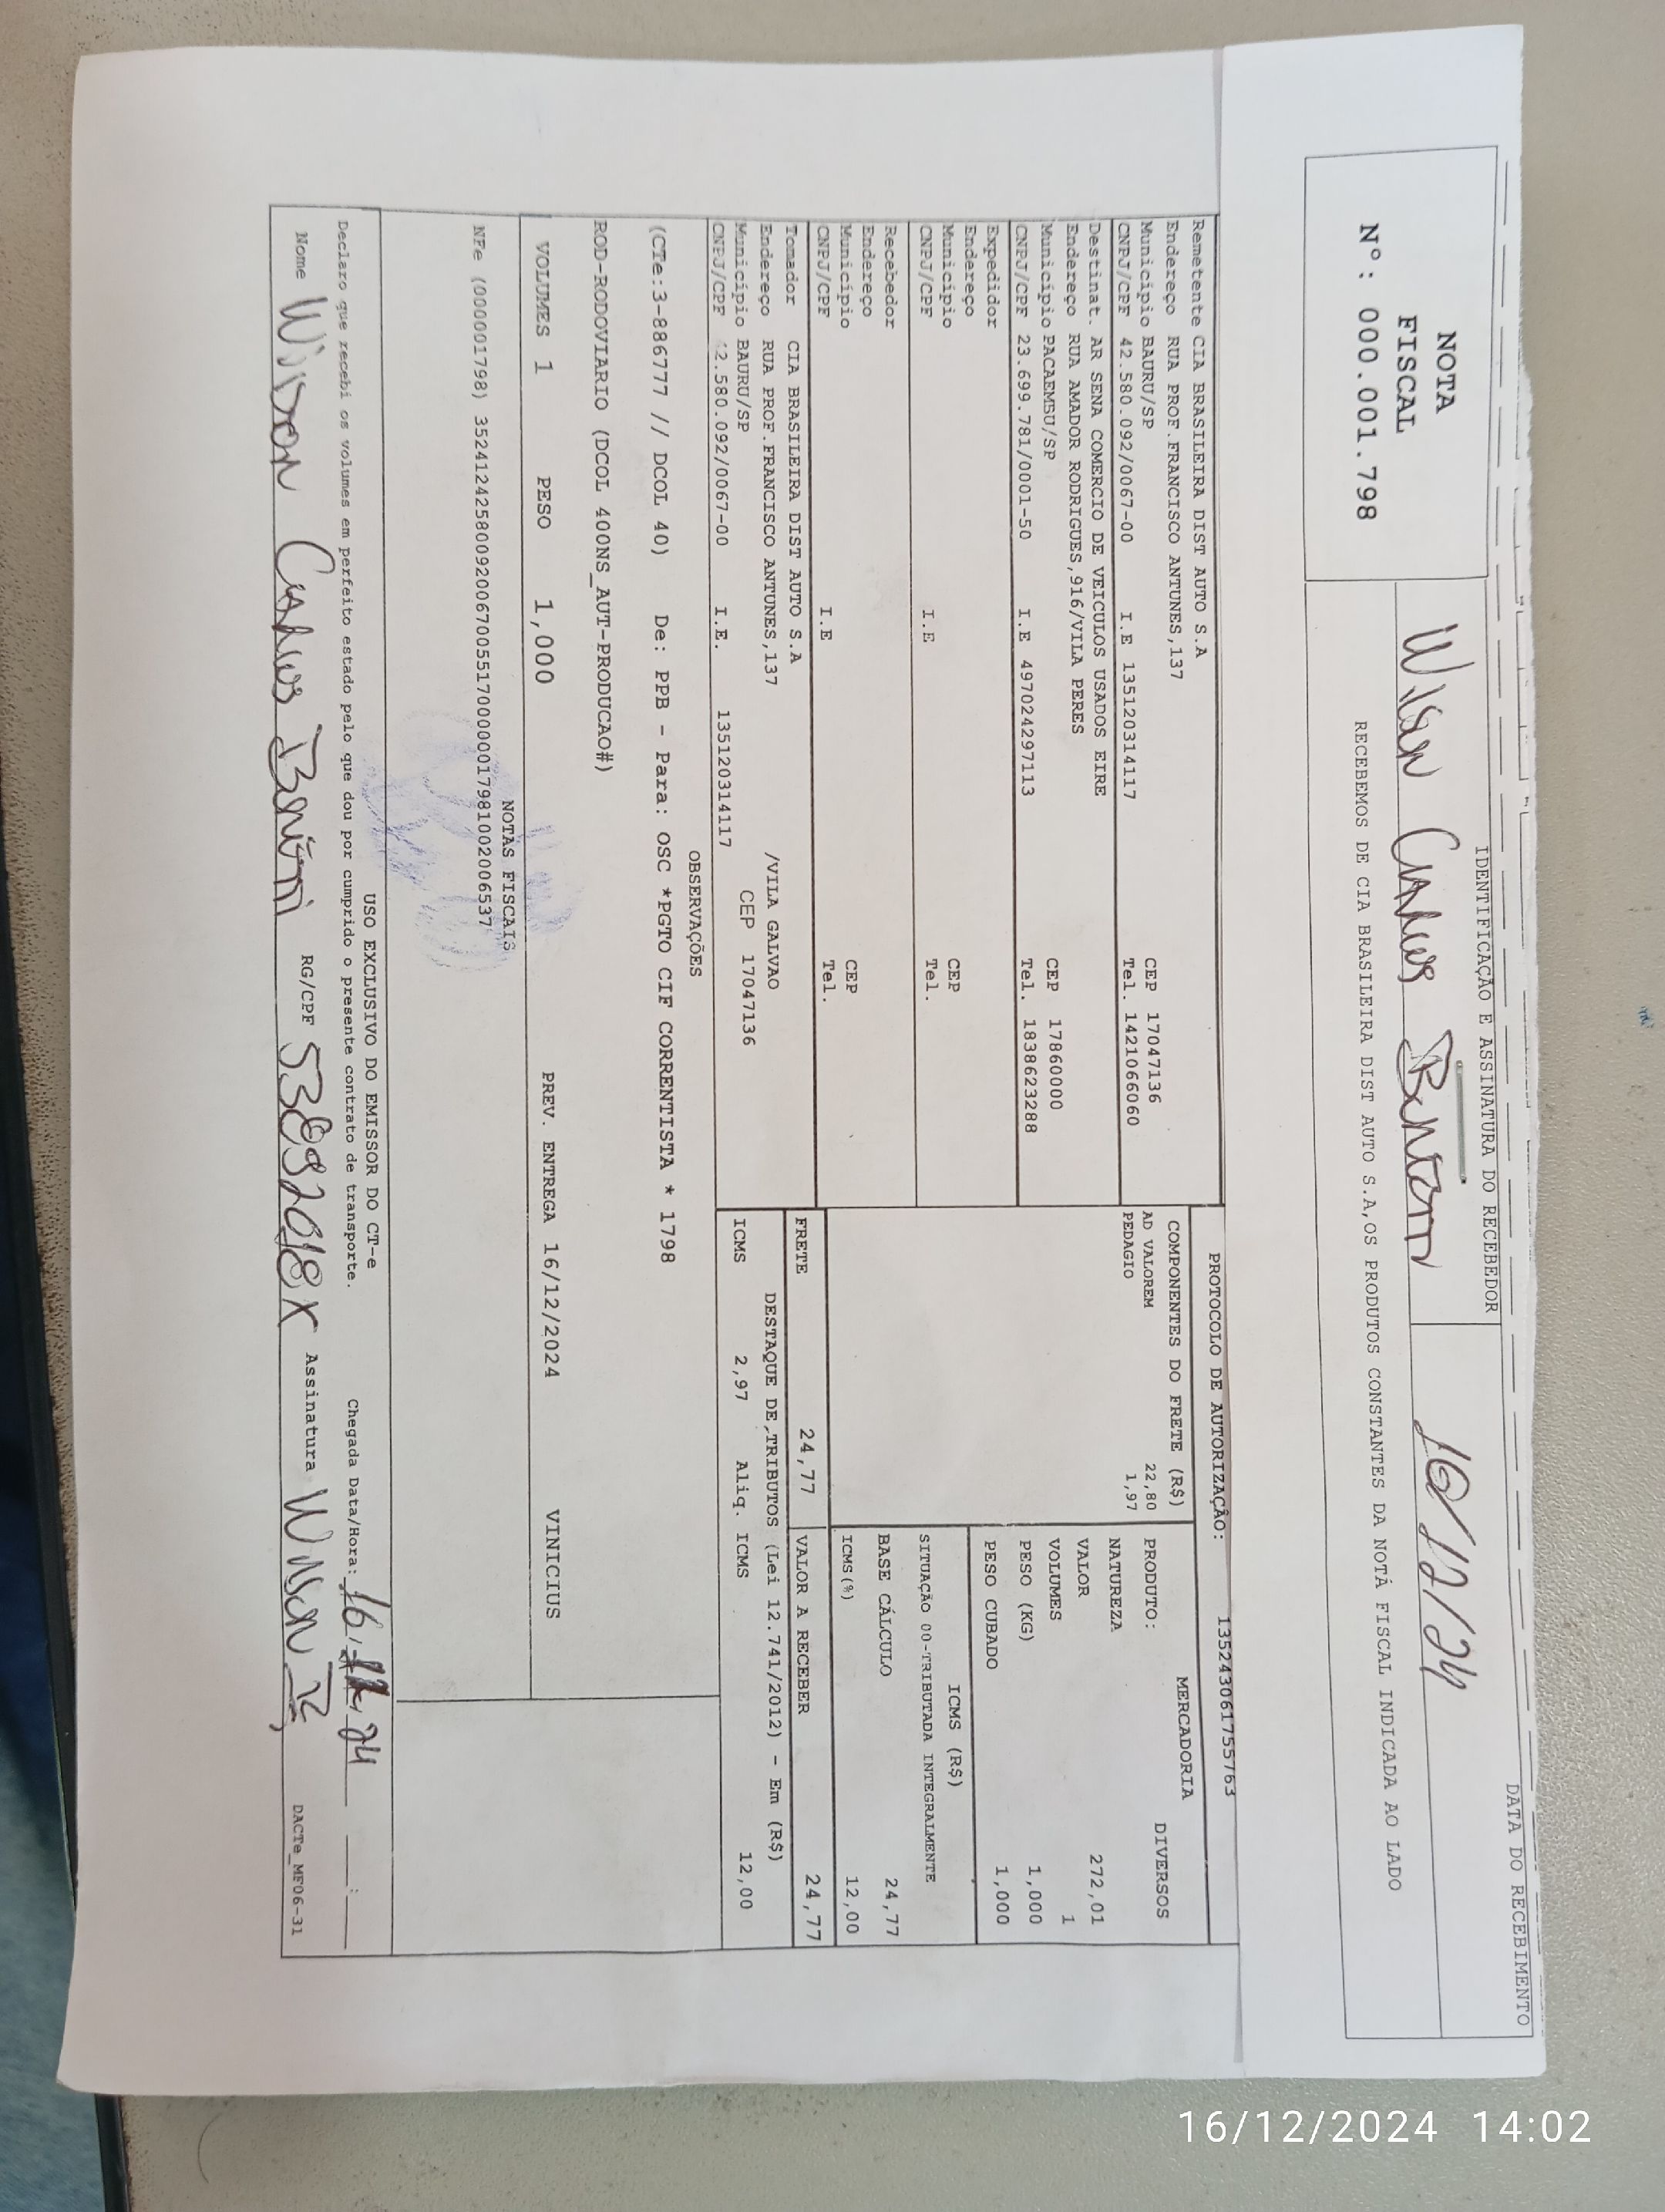 IDENTIFICAÇÃO E ASSINATURA DO RECEBEDOR
DATA DO RECEBIMENTO
NOTA
FISCAL
Nº: 000.001.798
Wilson Carlos 16/12/24
RECEBEMOS DE CIA BRASILEIRA DIST AUTO S.A,OS PRODUTOS CONSTANTES DA NOTA FISCAL INDICADA AO LADO
PROTOCOLO DE AUTORIZAÇÃO: 135243061755763
Remetente CIA BRASILEIRA DIST AUTO S.A
Endereço RUA PROF.FRANCISCO ANTUNES,137
Município BAURU/SP CEP 17047136
CNPJ/CPF 42.580.092/0067-00 I.E 135120314117 Tel. 1421066060
Destinat. AR SENA COMERCIO DE VEICULOS USADOS EIRE
Endereço RUA AMADOR RODRIGUES,916/VILA PERES
Município PACAEMBU/SP CEP 17860000
CNPJ/CPF 23.699.781/0001-50 I.E 497024297113 Tel. 1838623288
Expedidor
Endereço
Município CEP
CNPJ/CPF I.E Tel.
Recebedor
Endereço
Município CEP
CNPJ/CPF I.E Tel.
Tomador CIA BRASILEIRA DIST AUTO S.A
Endereço RUA PROF.FRANCISCO ANTUNES,137 /VILA GALVAO
Município BAURU/SP CEP 17047136
CNPJ/CPF 42.580.092/0067-00 I.E. 135120314117
COMPONENTES DO FRETE (R$)
AD VALOREM 22,80
PEDAGIO 1,97
MERCADORIA
PRODUTO: DIVERSOS
NATUREZA
VALOR 272,01
VOLUMES 1
PESO (KG) 1,000
PESO CUBADO 1,000
ICMS (R$)
SITUAÇÃO 00-TRIBUTADA INTEGRALMENTE
BASE CÁLCULO 24,77
ICMS(%) 12,00
FRETE 24,77 VALOR A RECEBER 24,77
DESTAQUE DE TRIBUTOS (Lei 12.741/2012) - Em (R$)
ICMS 2,97 Aliq. ICMS 12,00
OBSERVAÇÕES
(CTe:3-886777 // DCOL 40) De: PPB - Para: OSC *PGTO CIF CORRENTISTA * 1798
ROD-RODOVIARIO (DCOL 400NS_AUT-PRODUCAO#)
VOLUMES 1 PESO 1,000 PREV. ENTREGA 16/12/2024 VINICIUS
NOTAS FISCAIS
NFe (000001798) 35241242580092006700551700000017981002006537
USO EXCLUSIVO DO EMISSOR DO CT-e
Declaro que recebi os volumes em perfeito estado pelo que dou por cumprido o presente contrato de transporte. Chegada Data/Hora: 16/12/24 __:__
Nome Wilson Carlos RG/CPF 53892018X Assinatura Wilson
DACTe_MF06-31
16/12/2024 14:02